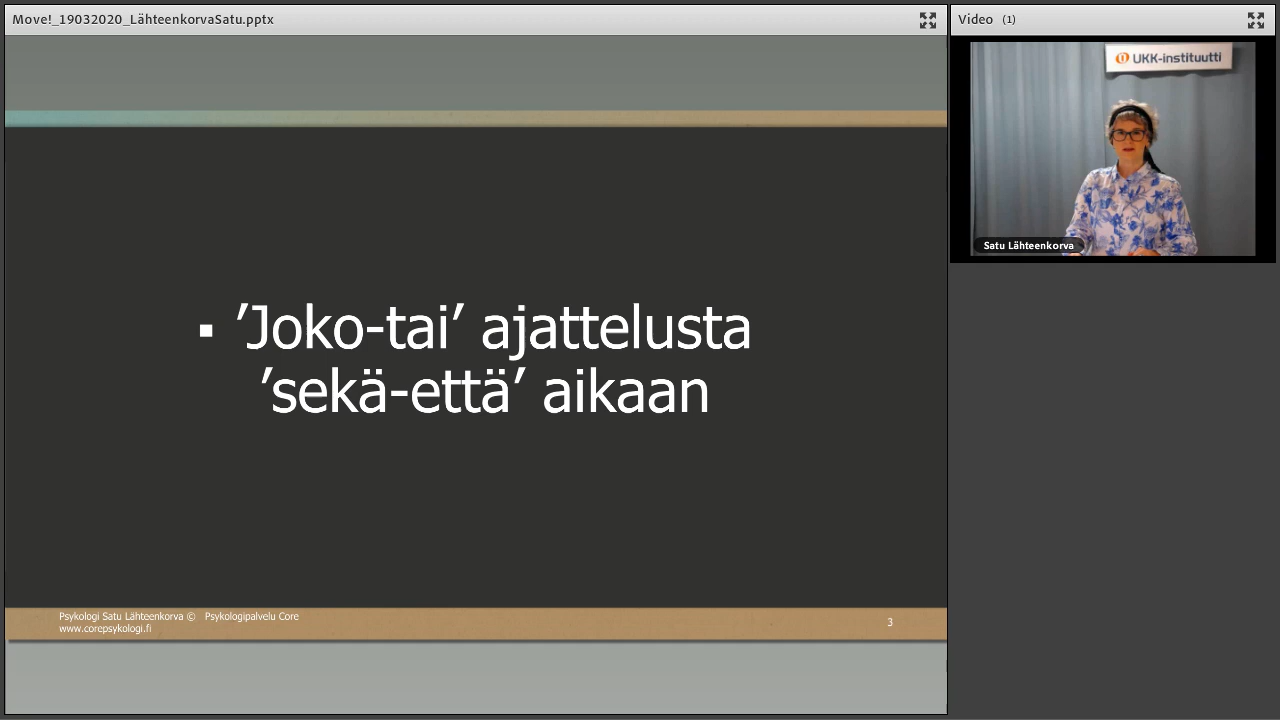 Move!_19032020_LähteenkorvaSatu.pptx
Video (1)
UKK-instituutti
Satu Lähteenkorva
▪ ’Joko-tai’ ajattelusta
’sekä-että’ aikaan
Psykologi Satu Lähteenkorva © Psykologipalvelu Core
www.corepsykologi.fi
3